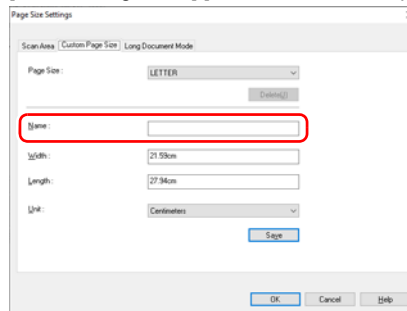 Page Size Settings
Scan Area Custom Page Size Long Document Mode
Page Size : LETTER
Delete(J)
Name :
Width : 21.59cm
Length : 27.94cm
Unit : Centimeters
Save
OK Cancel Help